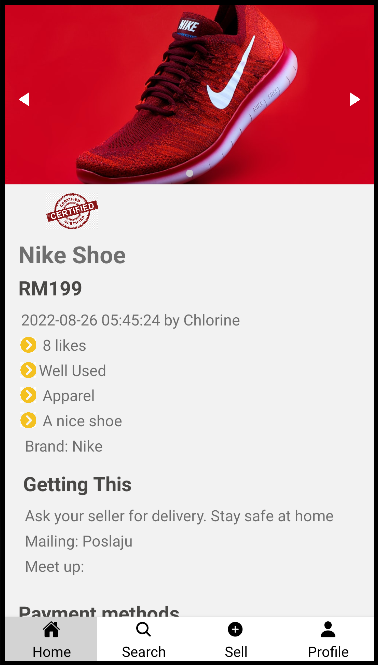 NIKE
CERTIFIED
Nike Shoe
RM199
2022-08-26 05:45:24 by Chlorine
8 likes
Well Used
Apparel
A nice shoe
Brand: Nike
Getting This
Ask your seller for delivery. Stay safe at home
Mailing: Poslaju
Meet up:
Payment methods
Home
Search
Sell
Profile